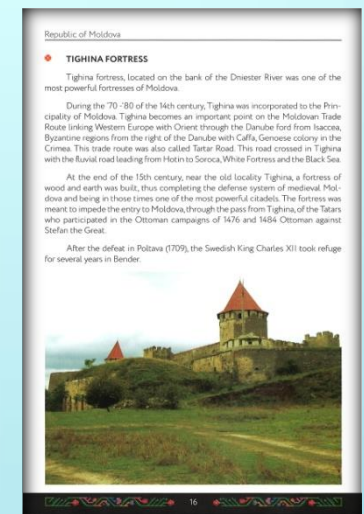 Republic of Moldova
TIGHINA FORTRESS
Tighina fortress, located on the bank of the Dniester River was one of the
most powerful fortresses of Moldova.
During the '70 -'80 of the 14th century, Tighina was incorporated to the Prin-
cipality of Moldova. Tighina becomes an important point on the Moldovan Trade
Route linking Western Europe with Orient through the Danube ford from Isaccea,
Byzantine regions from the right of the Danube with Caffa, Genoese colony in the
Crimea. This trade route was also called Tartar Road. This road crossed in Tighina
with the fluvial road leading from Hotin to Soroca, White Fortress and the Black Sea.
At the end of the 15th century, near the old locality Tighina, a fortress of
wood and earth was built, thus completing the defense system of medieval Mol-
dova and being in those times one of the most powerful citadels. The fortress was
meant to impede the entry to Moldova, through the pass from Tighina, of the Tatars
who participated in the Ottoman campaigns of 1476 and 1484 Ottoman against
Stefan the Great.
After the defeat in Poltava (1709), the Swedish King Charles XII took refuge
for several years in Bender.
16